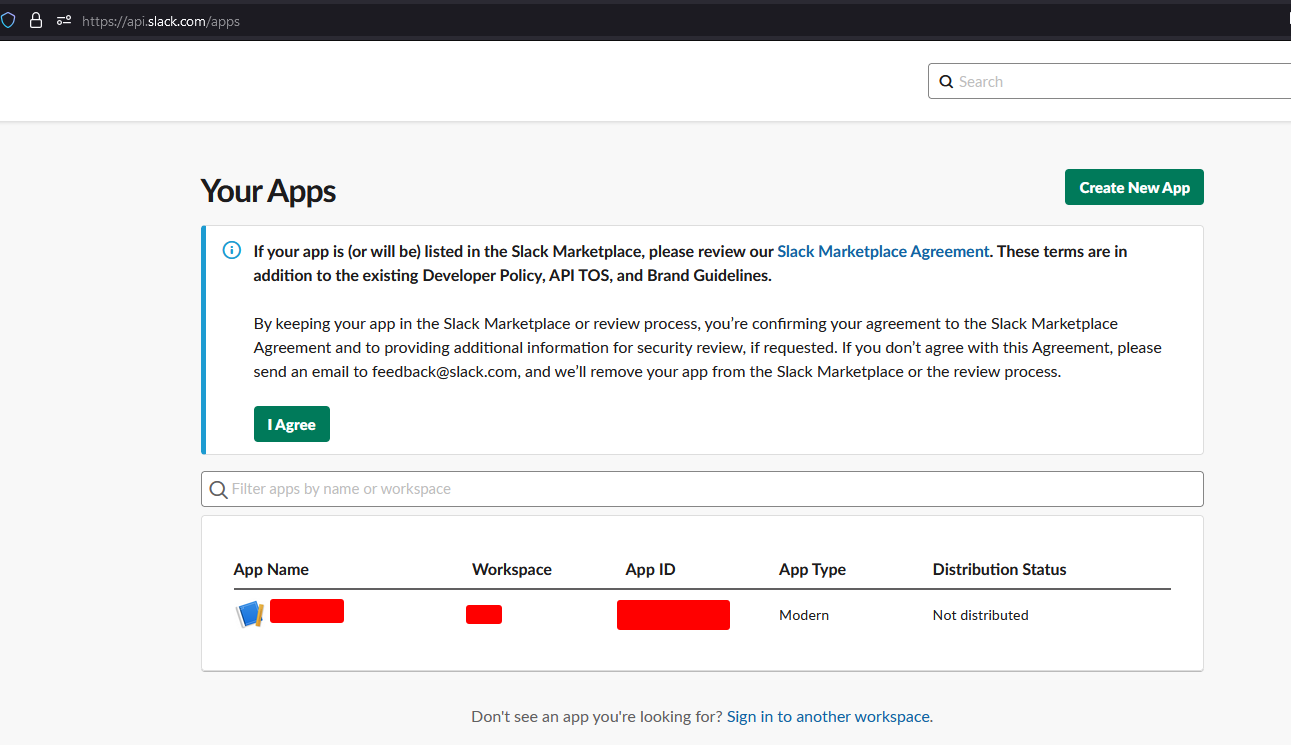 https://api.slack.com/apps
Search
Your Apps
Create New App
If your app is (or will be) listed in the Slack Marketplace, please review our Slack Marketplace Agreement. These terms are in
addition to the existing Developer Policy, API TOS, and Brand Guidelines.
By keeping your app in the Slack Marketplace or review process, you’re confirming your agreement to the Slack Marketplace
Agreement and to providing additional information for security review, if requested. If you don’t agree with this Agreement, please
send an email to feedback@slack.com, and we’ll remove your app from the Slack Marketplace or the review process.
I Agree
Filter apps by name or workspace
App Name Workspace App ID App Type Distribution Status
Modern Not distributed
Don't see an app you're looking for? Sign in to another workspace.